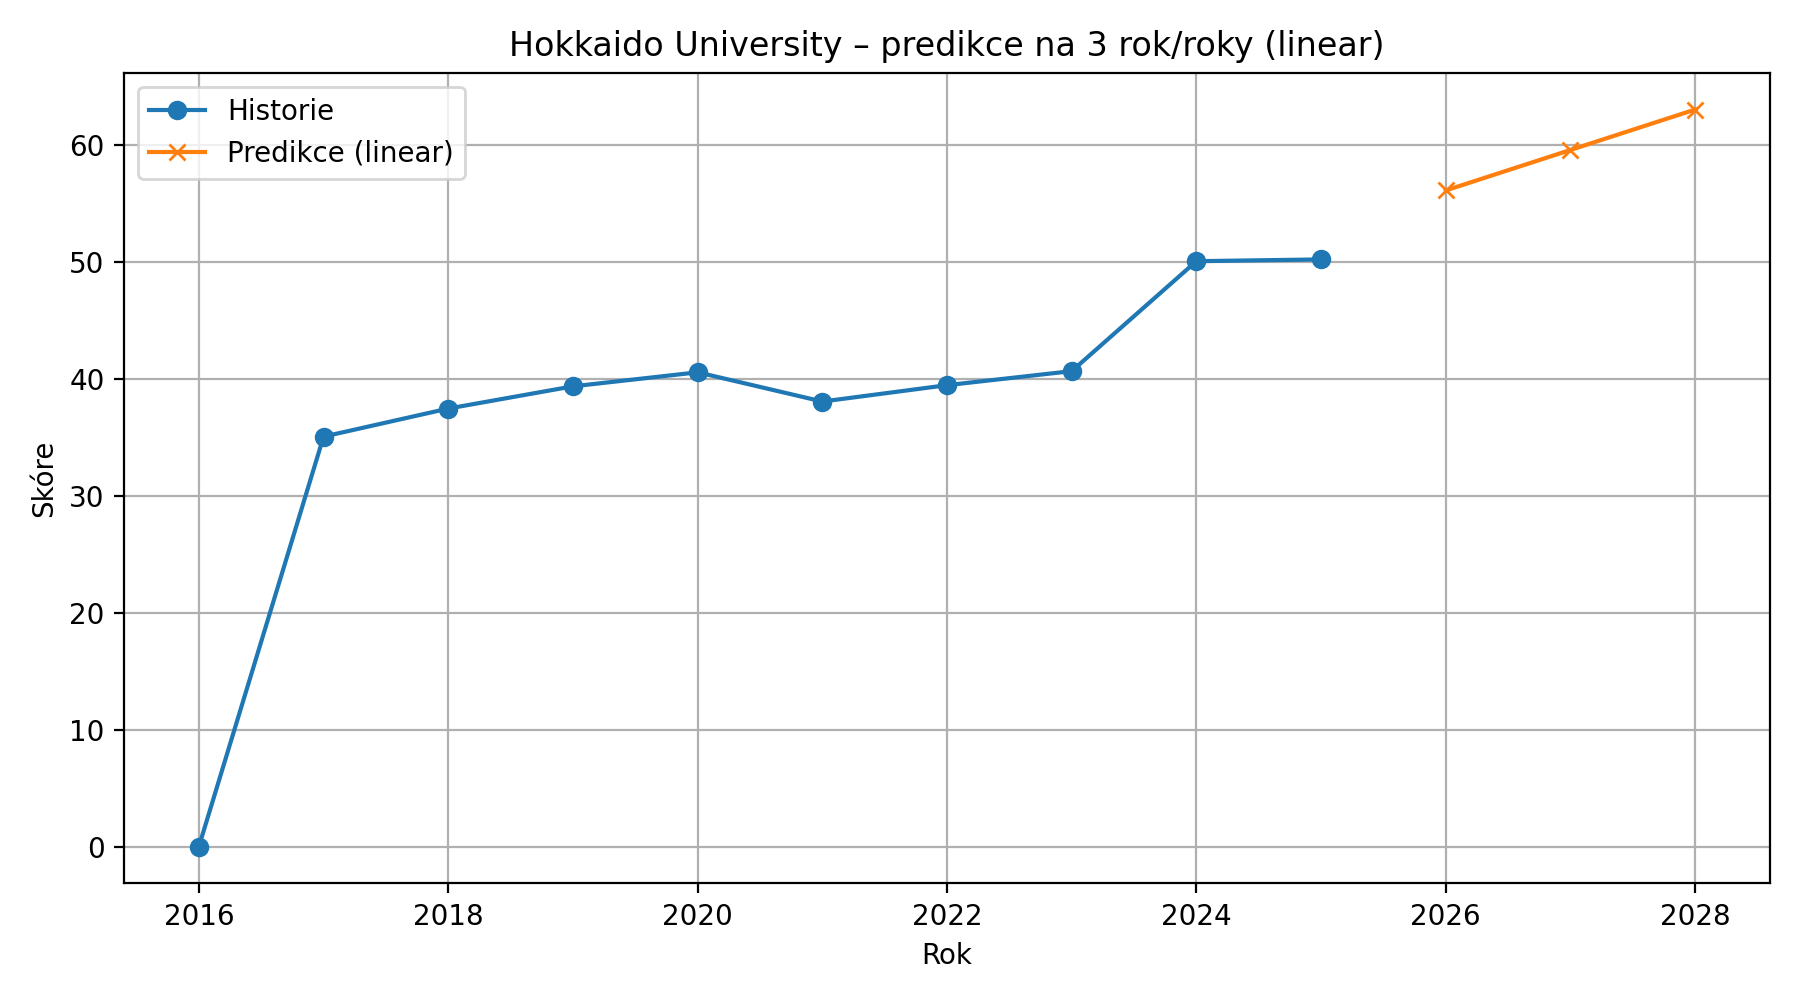 Hokkaido University – predikce na 3 rok/roky (linear)
Historie
Predikce (linear)
Skóre
60
50
40
30
20
10
0
2016 2018 2020 2022 2024 2026 2028
Rok